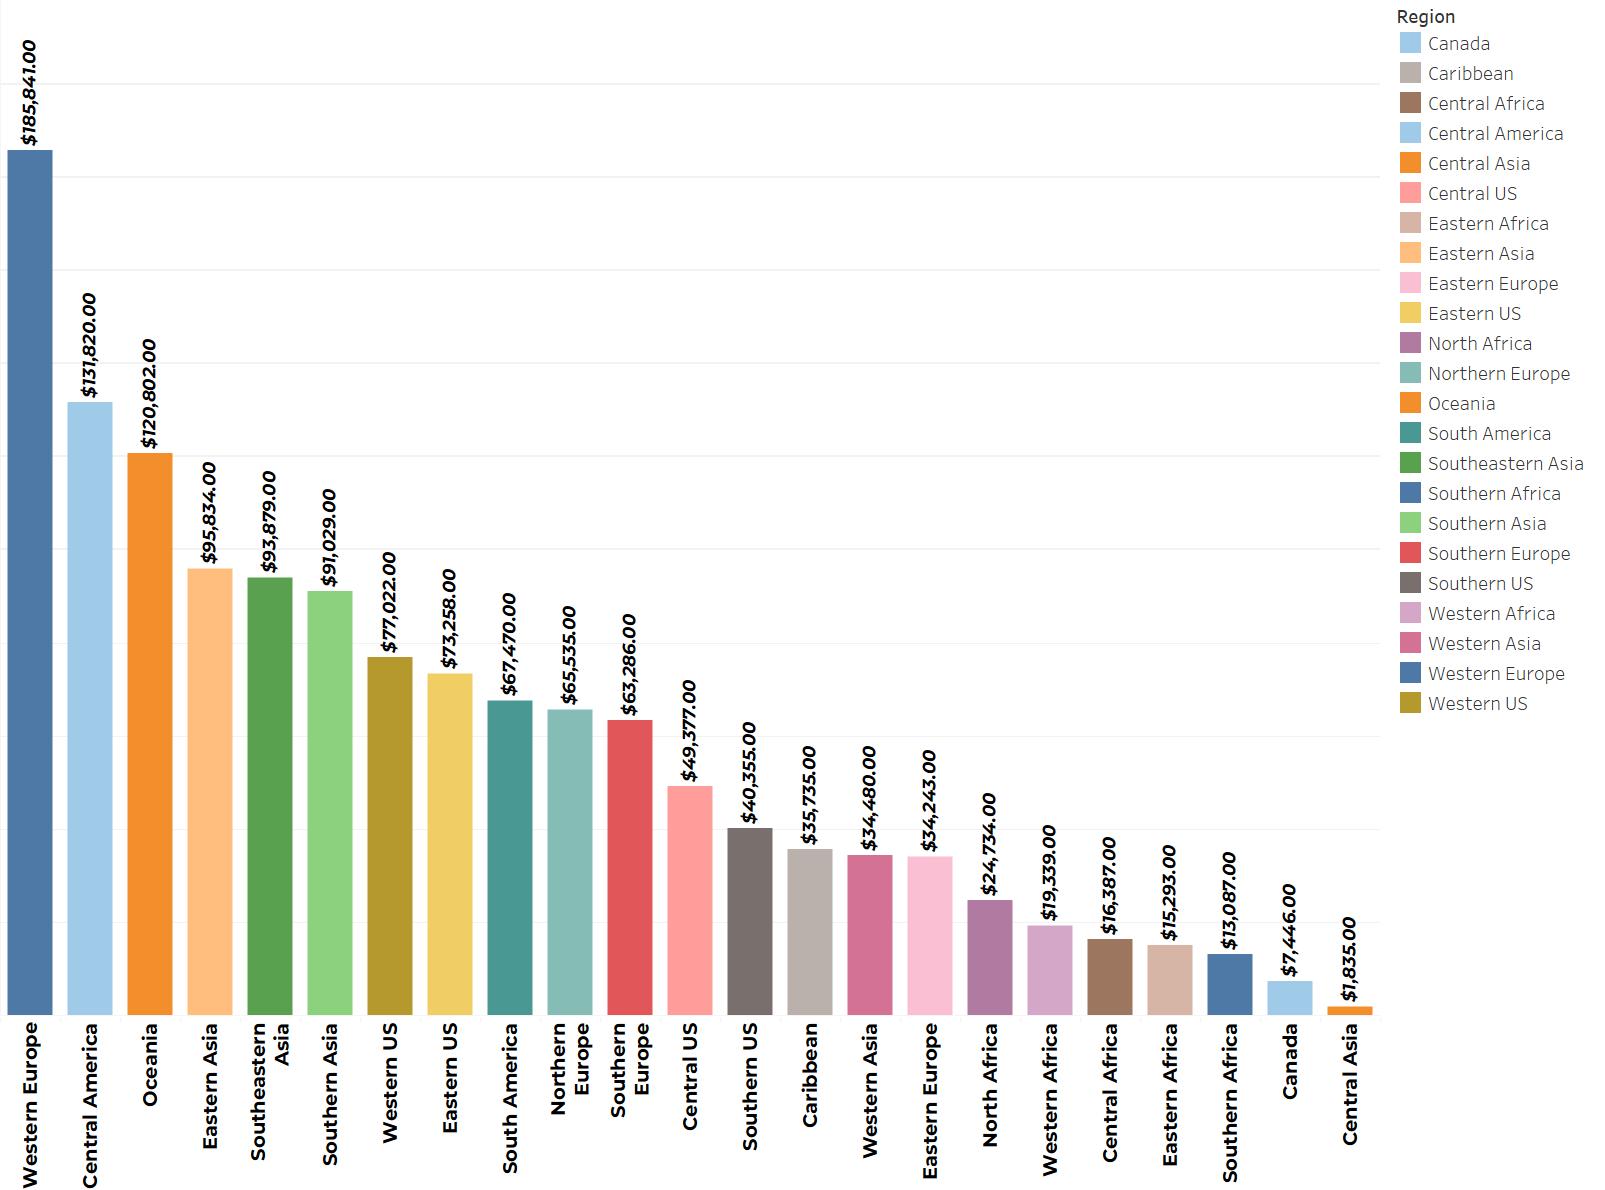 $185,841.00
$131,820.00
$120,802.00
$95,834.00
$93,879.00
$91,029.00
$77,022.00
$73,258.00
$67,470.00
$65,535.00
$63,286.00
$49,377.00
$40,355.00
$35,735.00
$34,480.00
$34,243.00
$24,734.00
$19,339.00
$16,387.00
$15,293.00
$13,087.00
$7,446.00
$1,835.00
Western Europe
Central America
Oceania
Eastern Asia
Southeastern
Asia
Southern Asia
Western US
Eastern US
South America
Northern
Europe
Southern
Europe
Central US
Southern US
Caribbean
Western Asia
Eastern Europe
North Africa
Western Africa
Central Africa
Eastern Africa
Southern Africa
Canada
Central Asia
Region
Canada
Caribbean
Central Africa
Central America
Central Asia
Central US
Eastern Africa
Eastern Asia
Eastern Europe
Eastern US
North Africa
Northern Europe
Oceania
South America
Southeastern Asia
Southern Africa
Southern Asia
Southern Europe
Southern US
Western Africa
Western Asia
Western Europe
Western US